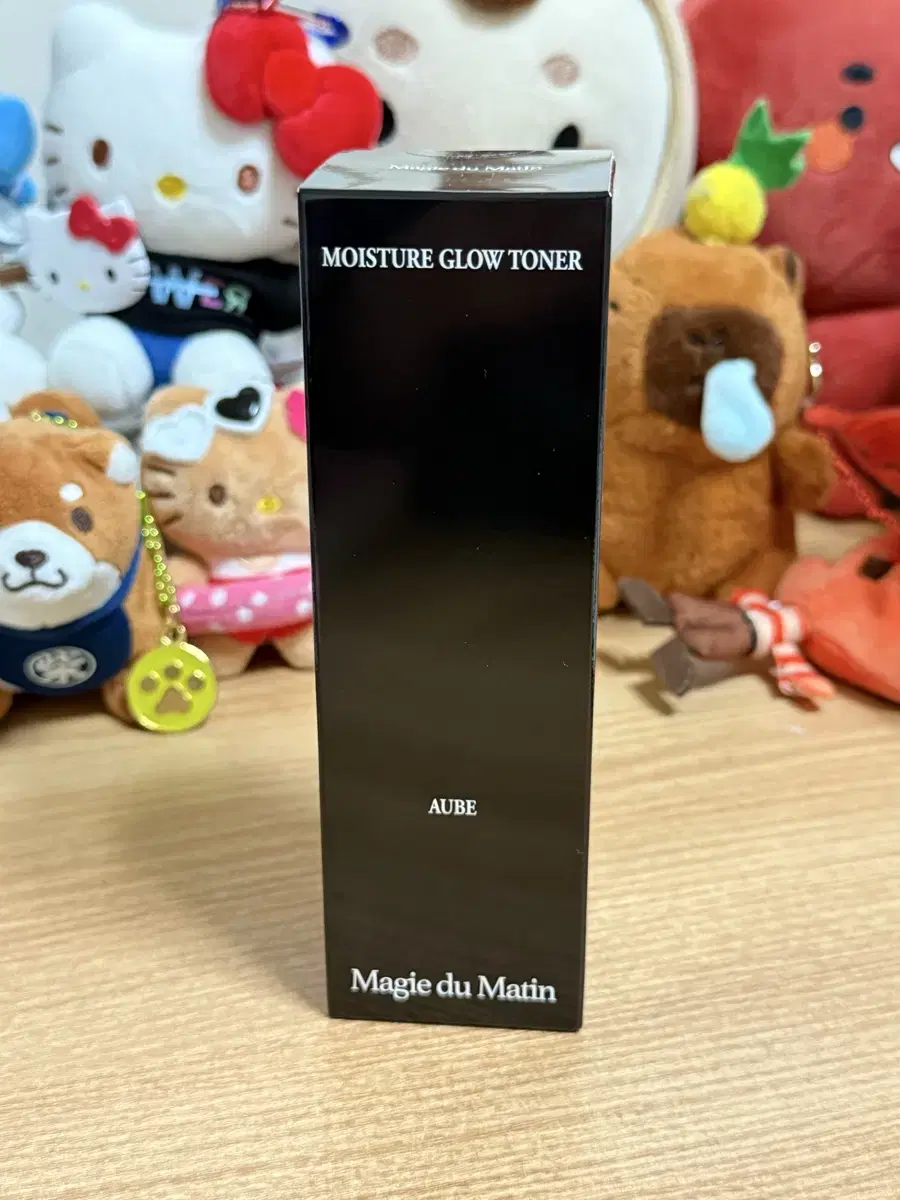 Magie du Matin
MOISTURE GLOW TONER
AUBE
Magie du Matin